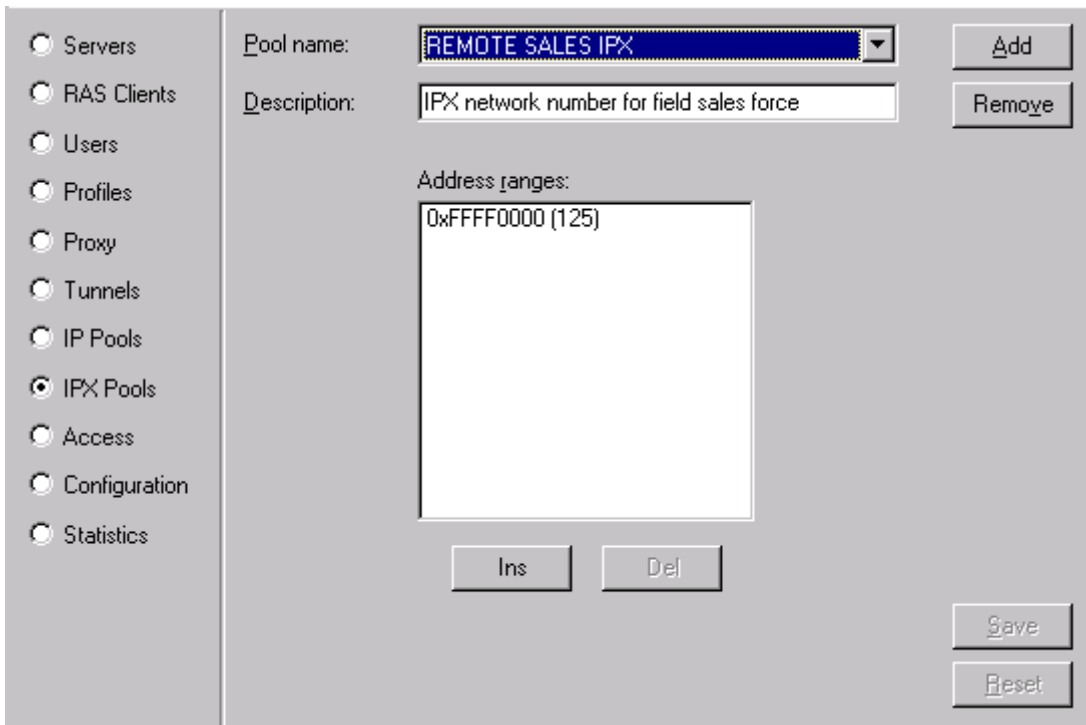 Servers
RAS Clients
Users
Profiles
Proxy
Tunnels
IP Pools
IPX Pools
Access
Configuration
Statistics
Pool name:
REMOTE SALES IPX
Add
Description:
IPX network number for field sales force
Remove
Address ranges:
0xFFFF0000 (125)
Ins
Del
Save
Reset